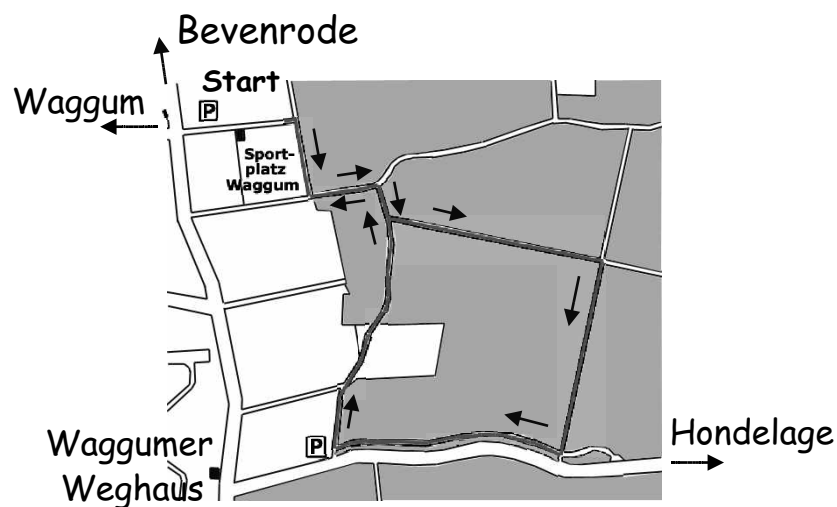 Bevenrode
Start
Waggum
P
Sport-
platz
Waggum
P
Waggumer
Weghaus
Hondelage